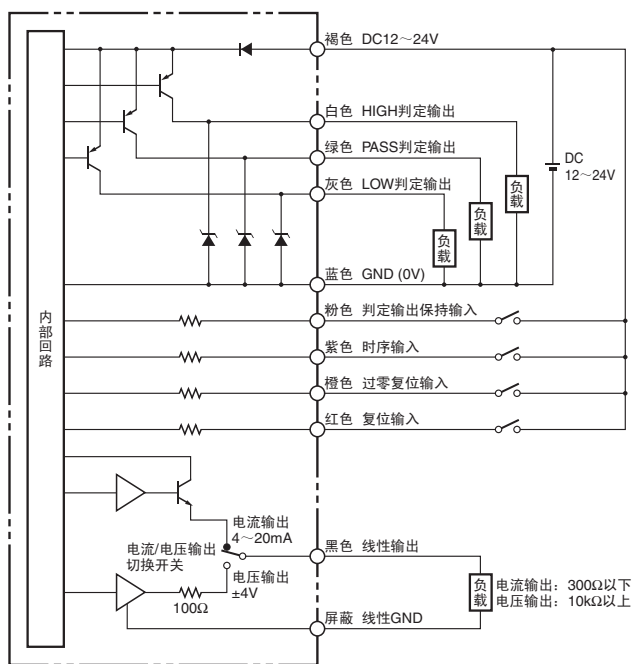 褐色 DC12～24V
白色 HIGH判定输出
绿色 PASS判定输出
灰色 LOW判定输出
负载
负载
负载
DC
12～24V
蓝色 GND (0V)
内部回路
粉色 判定输出保持输入
紫色 时序输入
橙色 过零复位输入
红色 复位输入
电流输出
4～20mA
电流/电压输出
切换开关
黑色 线性输出
电压输出
±4V
100Ω
负载
电流输出：300Ω以下
电压输出：10kΩ以上
屏蔽 线性GND